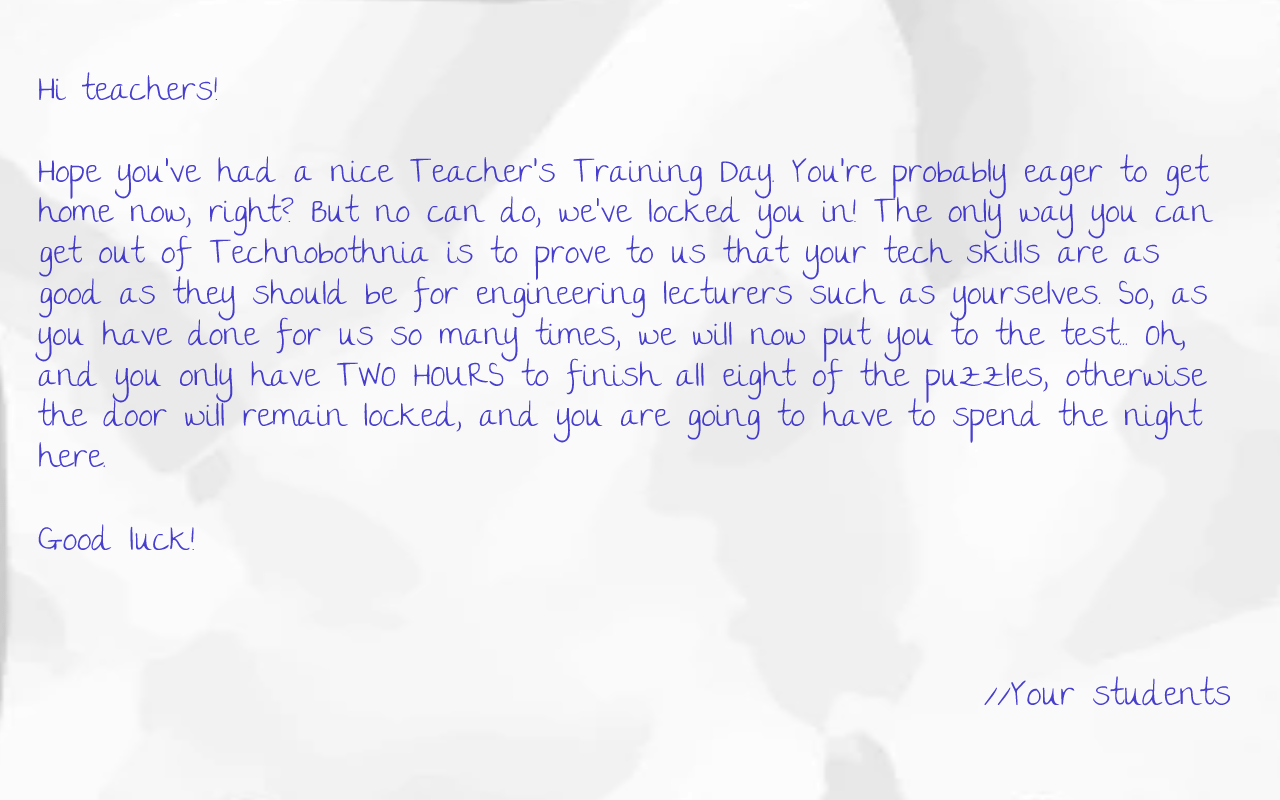 Hi teachers!
Hope you've had a nice Teacher's Training Day. You're probably eager to get
home now, right? But no can do, we've locked you in! The only way you can
get out of Technobothnia is to prove to us that your tech skills are as
good as they should be for engineering lecturers such as yourselves. So, as
you have done for us so many times, we will now put you to the test... Oh,
and you only have TWO HOURS to finish all eight of the puzzles, otherwise
the door will remain locked, and you are going to have to spend the night
here.
Good luck!
//Your students